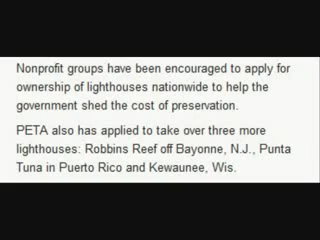 Nonprofit groups have been encouraged to apply for
ownership of lighthouses nationwide to help the
government shed the cost of preservation.
PETA also has applied to take over three more
lighthouses: Robbins Reef off Bayonne, N.J., Punta
Tuna in Puerto Rico and Kewaunee, Wis.